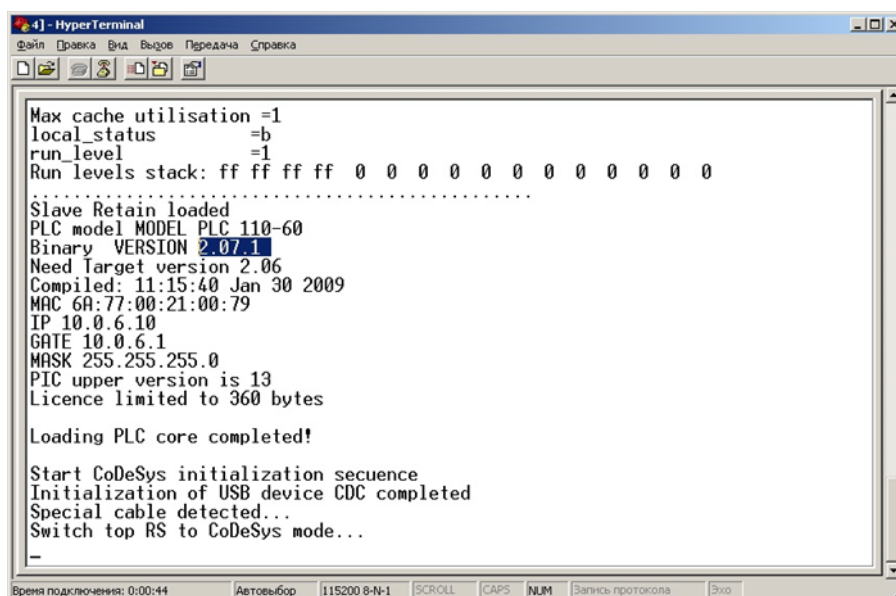 4] - HyperTerminal
Файл Правка Вид Вызов Передача Справка
Max cache utilisation =1
local_status =b
run_level =1
Run levels stack: ff ff ff ff 0 0 0 0 0 0 0 0 0 0 0 0
................................................
Slave Retain loaded
PLC model MODEL PLC 110-60
Binary VERSION 2.07.1
Need Target version 2.06
Compiled: 11:15:40 Jan 30 2009
MAC 6A:77:00:21:00:79
IP 10.0.6.10
GATE 10.0.6.1
MASK 255.255.255.0
PIC upper version is 13
Licence limited to 360 bytes
Loading PLC core completed!
Start CoDeSys initialization secuence
Initialization of USB device CDC completed
Special cable detected...
Switch top RS to CoDeSys mode...
_
Время подключения: 0:00:44 Автовыбор 115200 8-N-1 SCROLL CAPS NUM Запись протокола Эхо